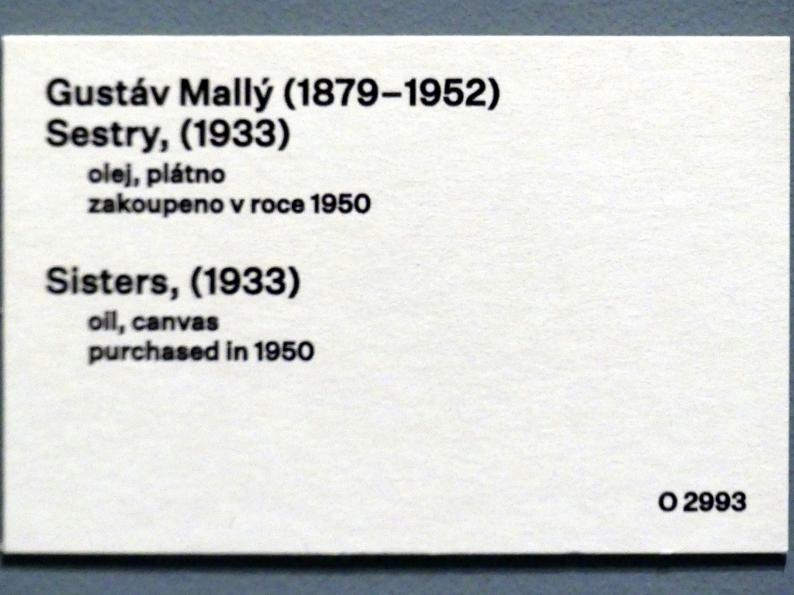 Gustáv Mallý (1879–1952)
Sestry, (1933)
olej, plátno
zakoupeno v roce 1950
Sisters, (1933)
oil, canvas
purchased in 1950
O 2993